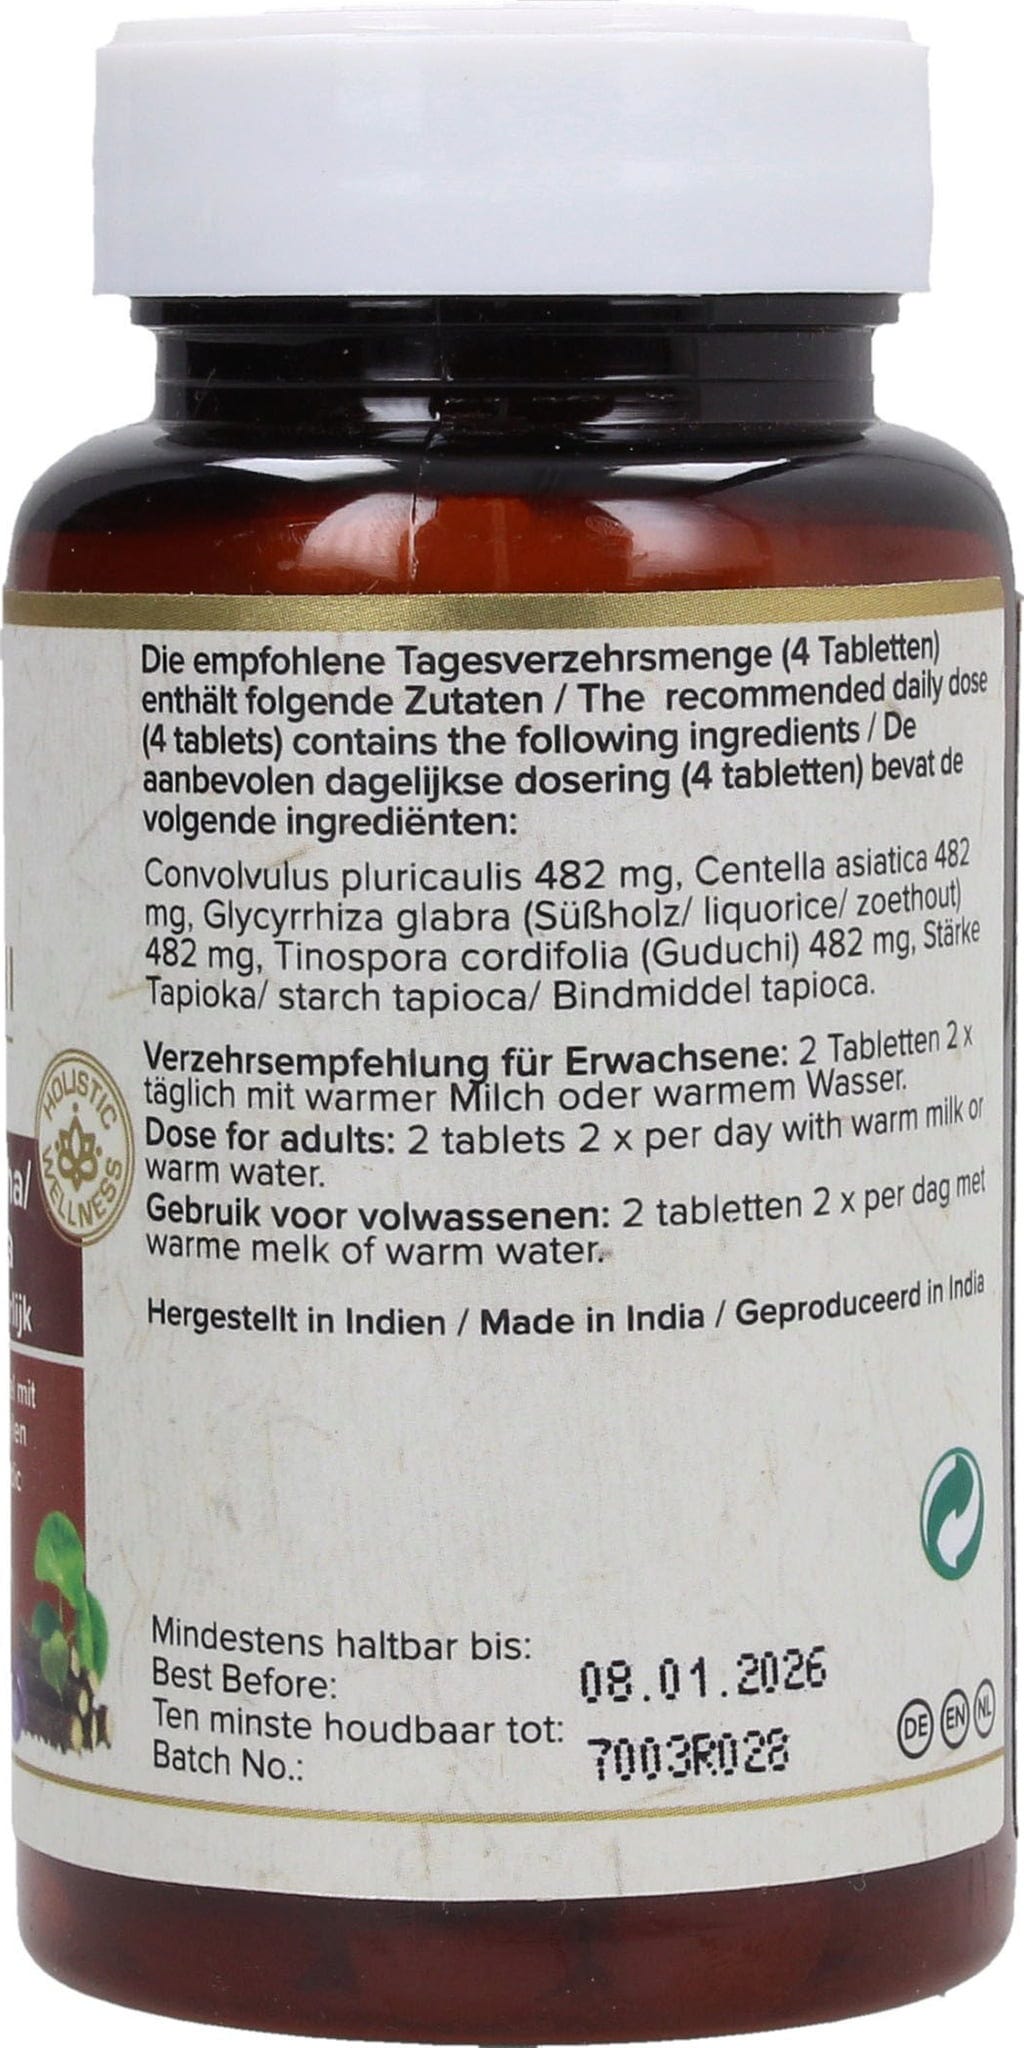 Die empfohlene Tagesverzehrsmenge (4 Tabletten)
enthält folgende Zutaten / The recommended daily dose
(4 tablets) contains the following ingredients / De
aanbevolen dagelijkse dosering (4 tabletten) bevat de
volgende ingrediënten:
Convolvulus pluricaulis 482 mg, Centella asiatica 482
mg, Glycyrrhiza glabra (Süßholz/ liquorice/ zoethout)
482 mg, Tinospora cordifolia (Guduchi) 482 mg, Stärke
Tapioka/ starch tapioca/ Bindmiddel tapioca.
Verzehrsempfehlung für Erwachsene: 2 Tabletten 2 x
täglich mit warmer Milch oder warmem Wasser.
Dose for adults: 2 tablets 2 x per day with warm milk or
warm water.
Gebruik voor volwassenen: 2 tabletten 2 x per dag met
warme melk of warm water.
Hergestellt in Indien / Made in India / Geproduceerd in India
HOLISTIC
WELLNESS
mit
Mindestens haltbar bis:
Best Before:
08.01.2026
Ten minste houdbaar tot:
Batch No.:
7003R028
DE EN NL